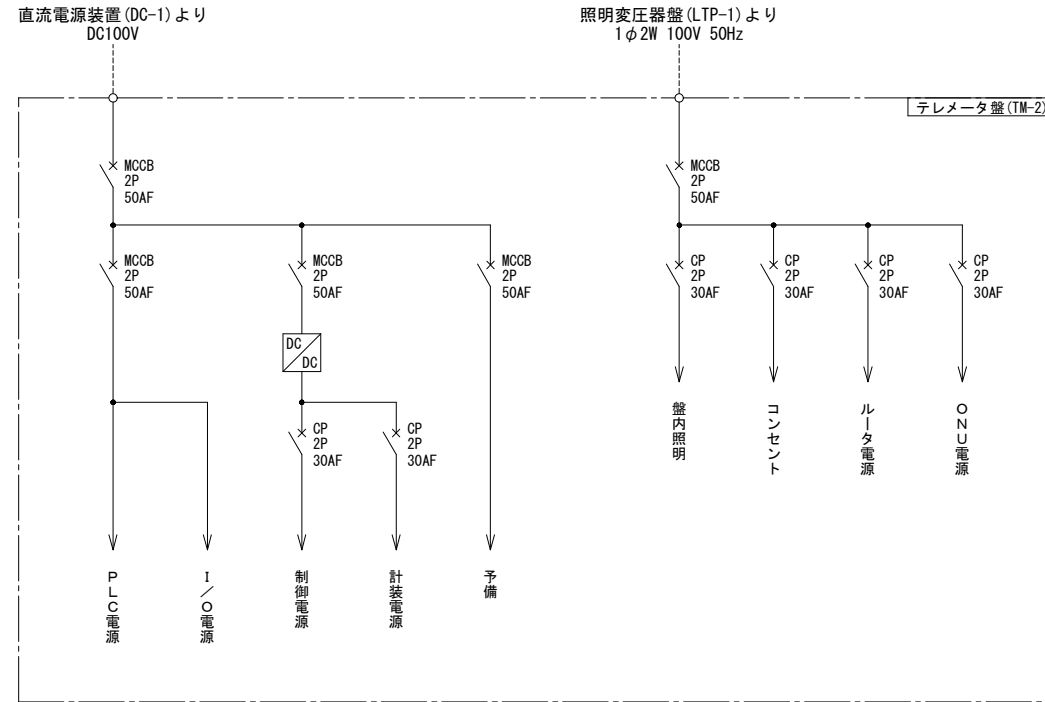 直流電源装置(DC-1)より
DC100V
照明変圧器盤(LTP-1)より
1φ2W 100V 50Hz
テレメータ盤(TM-2)
MCCB
2P
50AF
MCCB
2P
50AF
MCCB
2P
50AF
MCCB
2P
50AF
MCCB
2P
50AF
CP
2P
30AF
CP
2P
30AF
CP
2P
30AF
CP
2P
30AF
DC
DC
CP
2P
30AF
CP
2P
30AF
盤内照明
コンセント
ルータ電源
ONU電源
PLC電源
I/O電源
制御電源
計装電源
予備